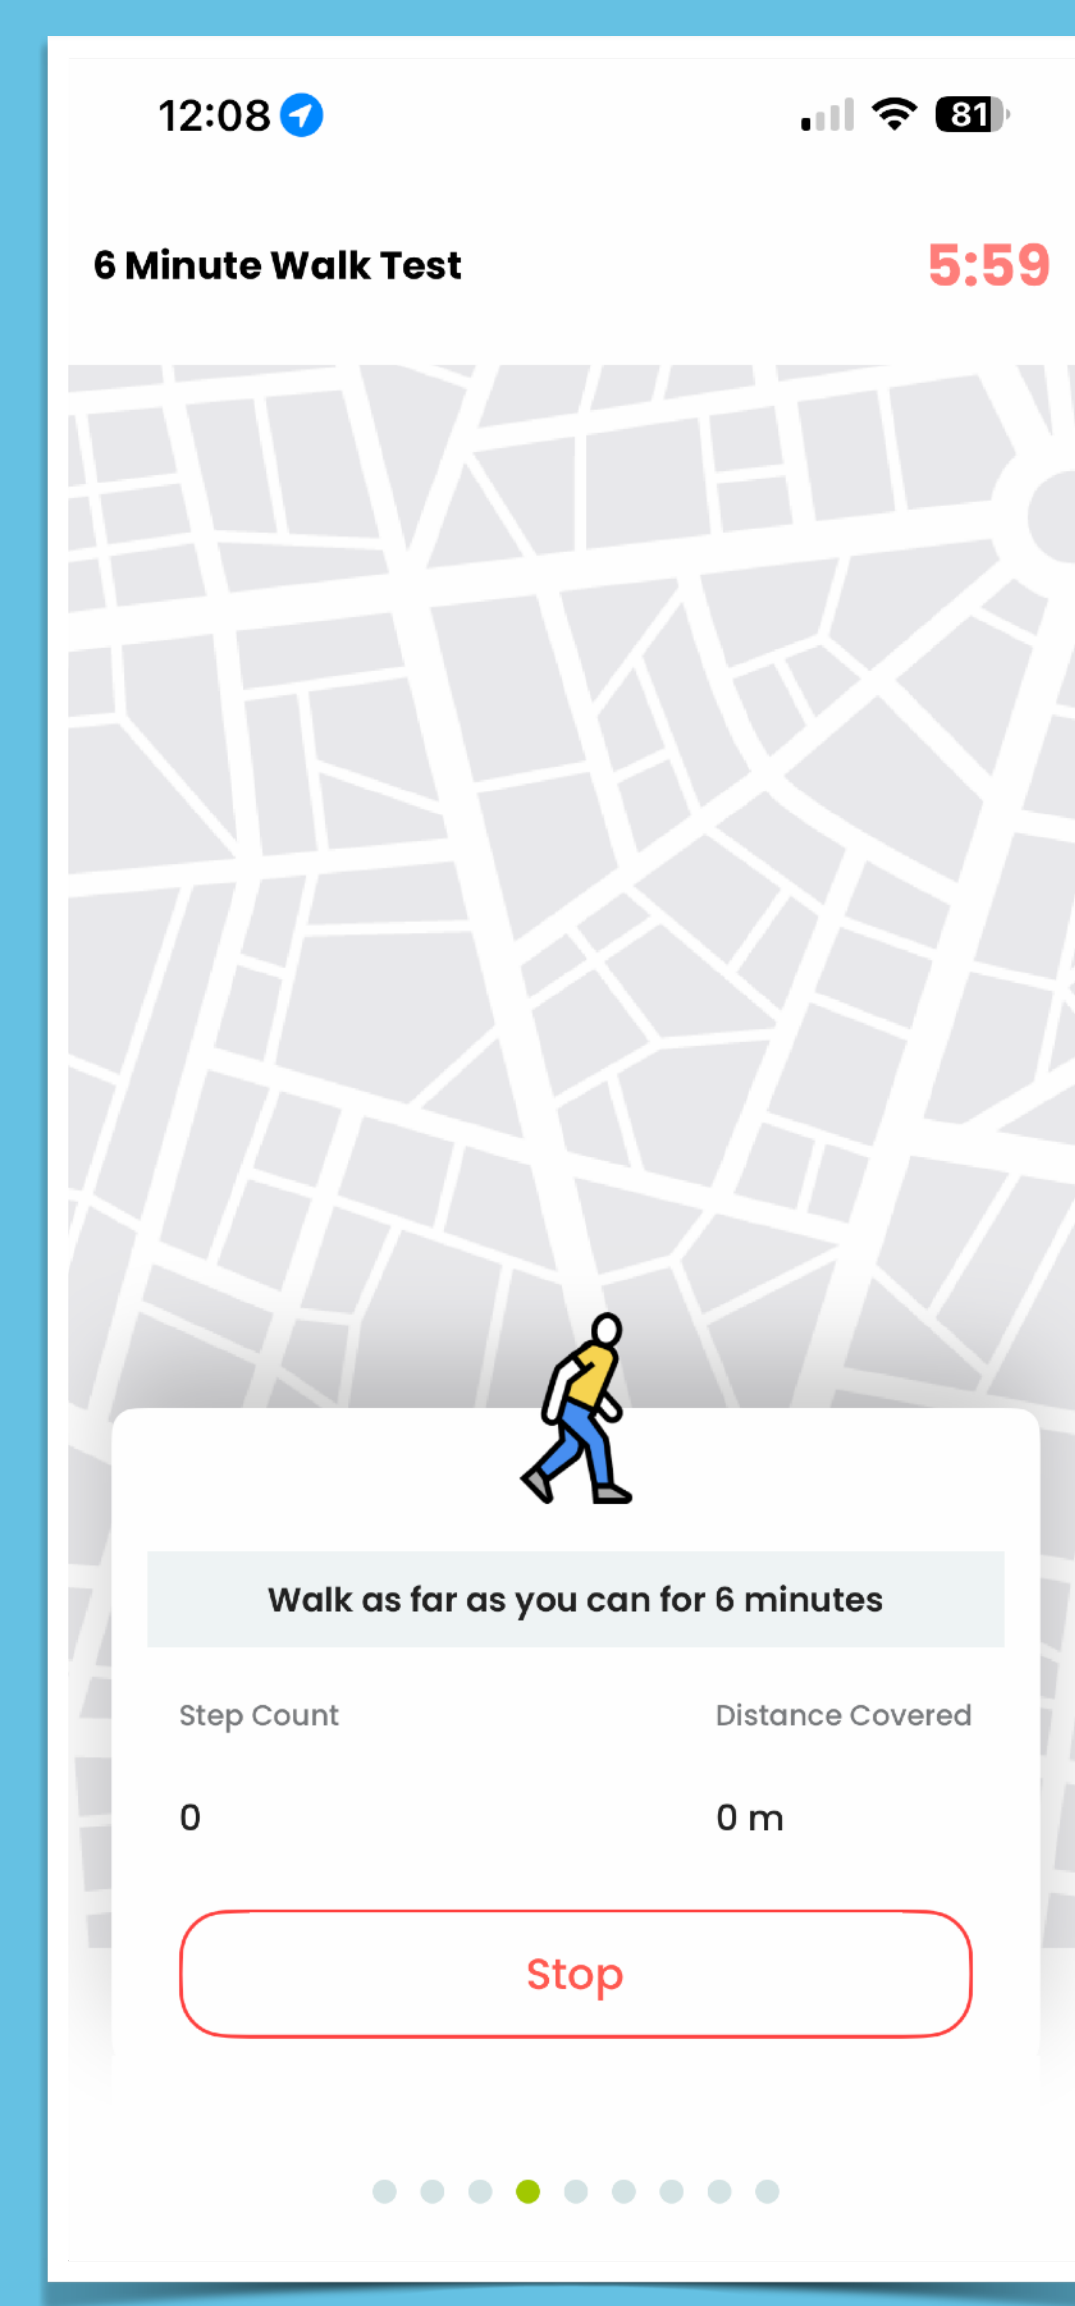 12:08
81
6 Minute Walk Test
5:59
Walk as far as you can for 6 minutes
Step Count
Distance Covered
0
0 m
Stop